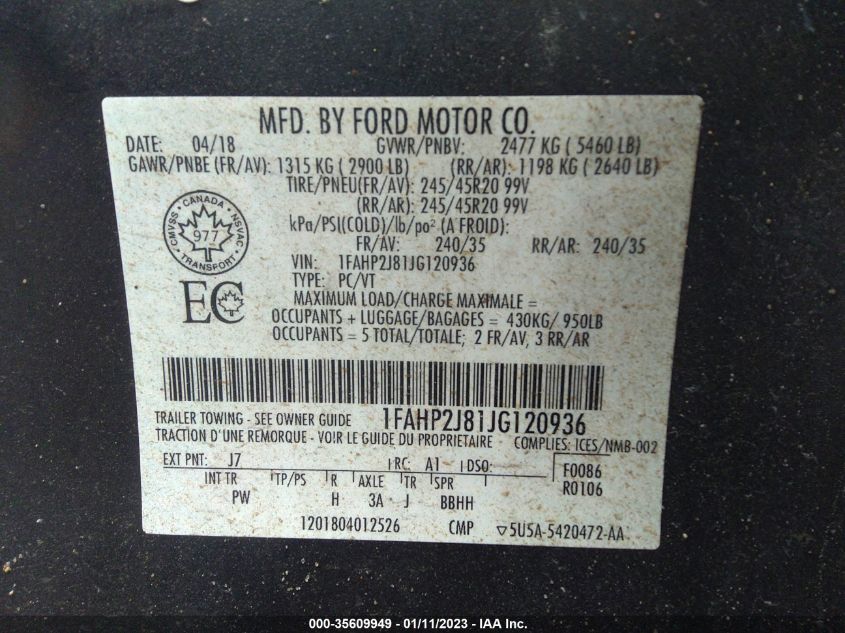 MFD. BY FORD MOTOR CO.
DATE: 04/18 GVWR/PNBV: 2477 KG ( 5460 LB)
GAWR/PNBE (FR/AV): 1315 KG ( 2900 LB) (RR/AR): 1198 KG ( 2640 LB)
TIRE/PNEU(FR/AV): 245/45R20 99V
(RR/AR): 245/45R20 99V
kPa/PSI((COLD)/lb/po² (A FROID):
FR/AV: 240/35 RR/AR: 240/35
CANADA
CMVSS NSVAC
977
TRANSPORT
VIN: 1FAHP2J81JG120936
TYPE: PC/VT
EC
MAXIMUM LOAD/CHARGE MAXIMALE =
OCCUPANTS + LUGGAGE/BAGAGES = 430KG/ 950LB
OCCUPANTS = 5 TOTAL/TOTALE; 2 FR/AV, 3 RR/AR
TRAILER TOWING - SEE OWNER GUIDE 1FAHP2J81JG120936
TRACTION D'UNE REMORQUE - VOIR LE GUIDE DU PROPRIETAIRE COMPLIES: ICES/NMB-002
EXT PNT: J7 RC: A1 DSO: F0086
INT TR TP/PS R AXLE TR SPR R0106
PW H 3A J BBHH
1201804012526 CMP ▽5U5A-5420472-AA
000-35609949 - 01/11/2023 - IAA Inc.